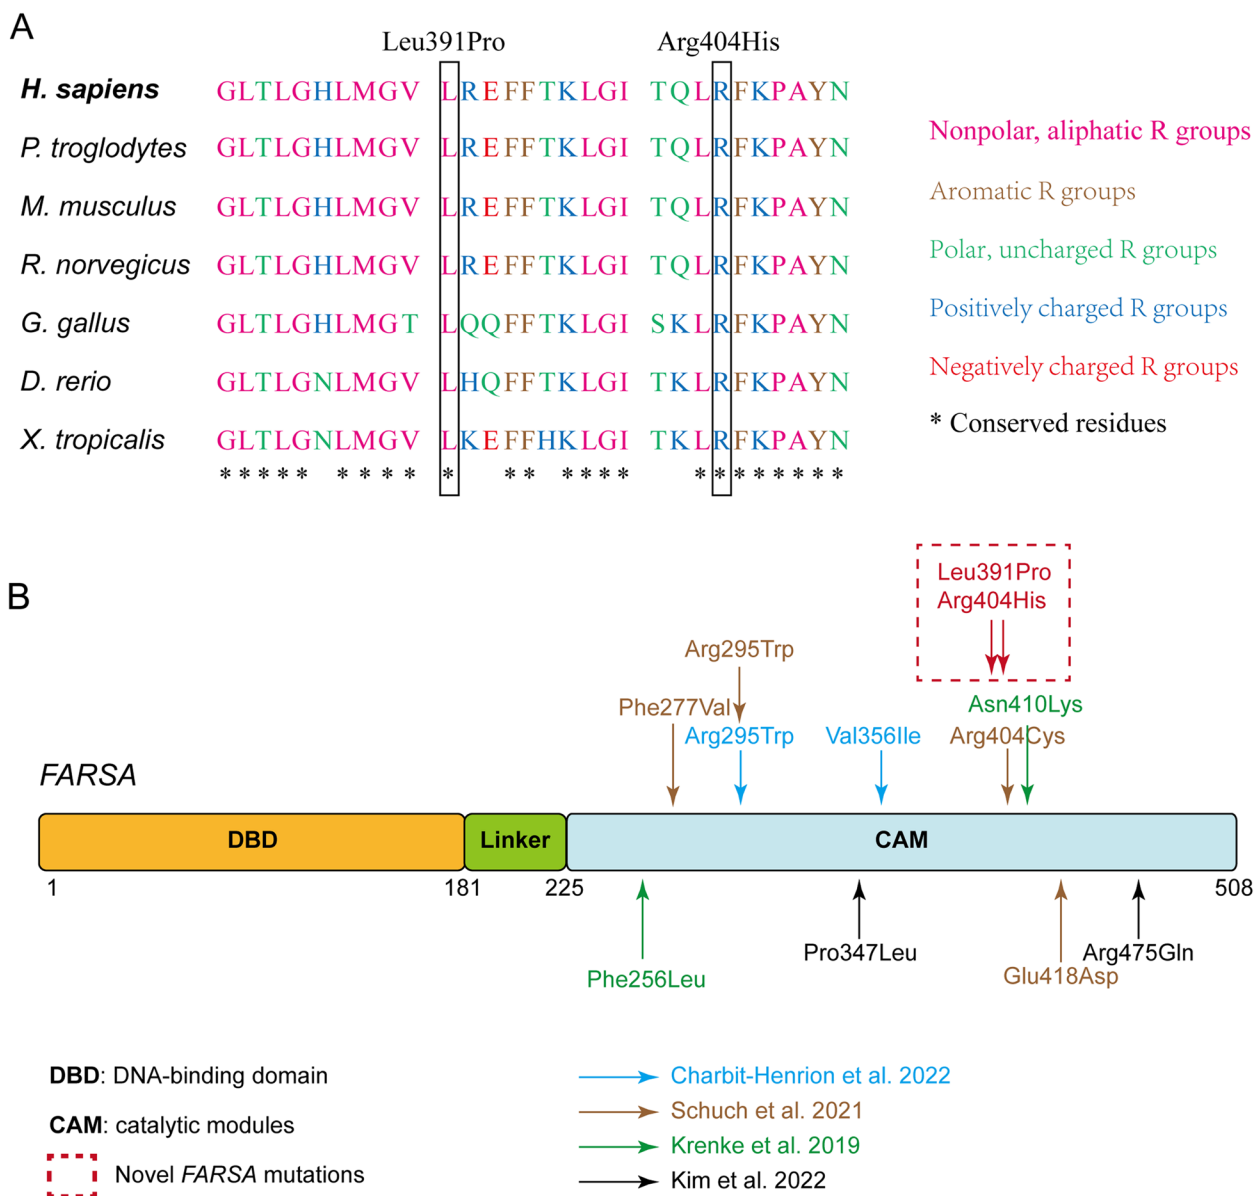 A
Leu391Pro Arg404His
H. sapiens GLTLGHLMGV LREFFTKLGI TQLRFKPAYN
P. troglodytes GLTLGHLMGV LREFFTKLGI TQLRFKPAYN
M. musculus GLTLGHLMGV LREFFTKLGI TQLRFKPAYN
R. norvegicus GLTLGHLMGV LREFFTKLGI TQLRFKPAYN
G. gallus GLTLGHLMGT LQQFFTKLGI SKLRFKPAYN
D. rerio GLTLGNLMGV LHQFFTKLGI TKLRFKPAYN
X. tropicalis GLTLGNLMGV LKEFFHKLGI TKLRFKPAYN
* * * * * * * * * * * * * * * * * * * * * * *
Nonpolar, aliphatic R groups
Aromatic R groups
Polar, uncharged R groups
Positively charged R groups
Negatively charged R groups
* Conserved residues
B
Leu391Pro
Arg404His
Arg295Trp
Phe277Val Asn410Lys
Arg295Trp Val356Ile Arg404Cys
FARSA
DBD Linker CAM
1 181 225 508
Pro347Leu Arg475Gln
Phe256Leu Glu418Asp
DBD: DNA-binding domain
CAM: catalytic modules
Novel FARSA mutations
Charbit-Henrion et al. 2022
Schuch et al. 2021
Krenke et al. 2019
Kim et al. 2022